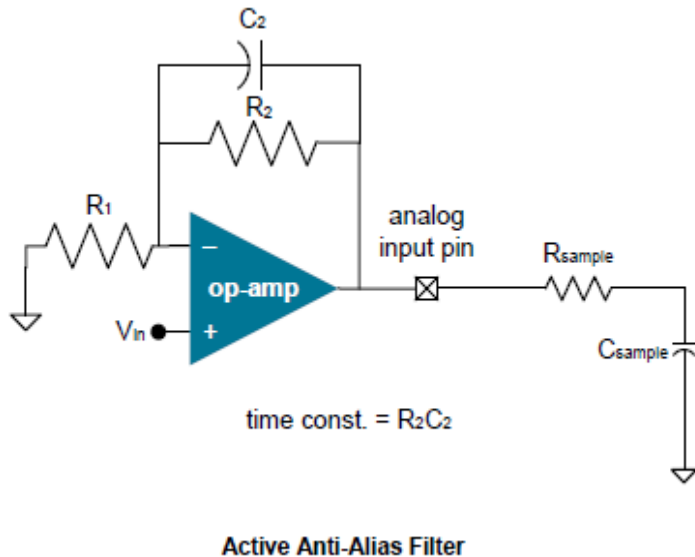 C2
R2
R1
analog
input pin
Rsample
−
op-amp
Vin
+
Csample
time const. = R2C2
Active Anti-Alias Filter